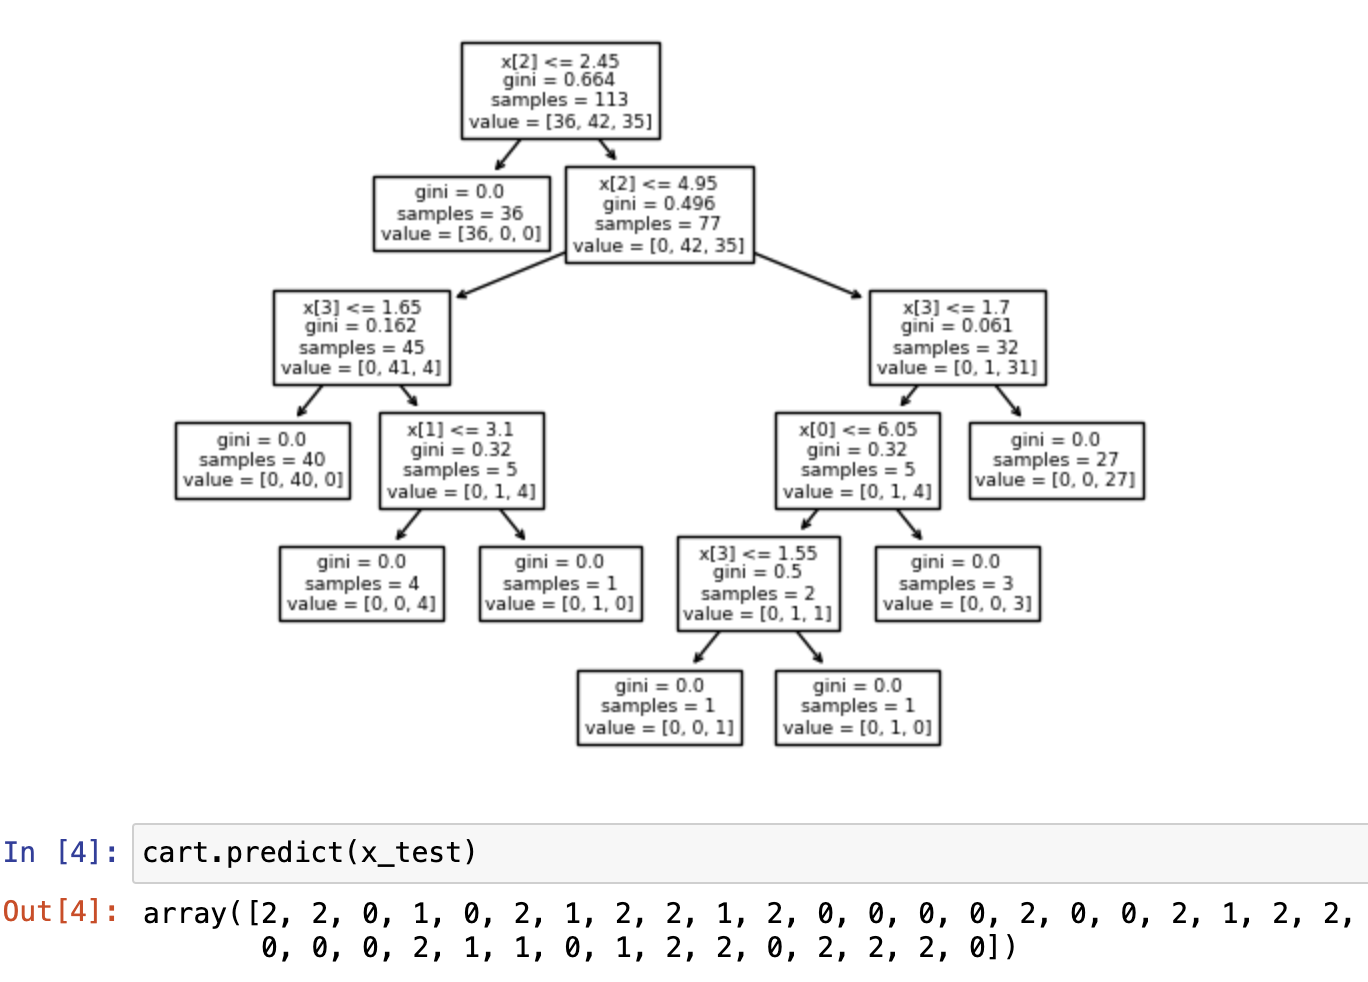 x[2] <= 2.45
gini = 0.664
samples = 113
value = [36, 42, 35]
gini = 0.0
samples = 36
value = [36, 0, 0]
x[2] <= 4.95
gini = 0.496
samples = 77
value = [0, 42, 35]
x[3] <= 1.65
gini = 0.162
samples = 45
value = [0, 41, 4]
x[3] <= 1.7
gini = 0.061
samples = 32
value = [0, 1, 31]
gini = 0.0
samples = 40
value = [0, 40, 0]
x[1] <= 3.1
gini = 0.32
samples = 5
value = [0, 1, 4]
x[0] <= 6.05
gini = 0.32
samples = 5
value = [0, 1, 4]
gini = 0.0
samples = 27
value = [0, 0, 27]
gini = 0.0
samples = 4
value = [0, 0, 4]
gini = 0.0
samples = 1
value = [0, 1, 0]
x[3] <= 1.55
gini = 0.5
samples = 2
value = [0, 1, 1]
gini = 0.0
samples = 3
value = [0, 0, 3]
gini = 0.0
samples = 1
value = [0, 0, 1]
gini = 0.0
samples = 1
value = [0, 1, 0]
In [4]: cart.predict(x_test)
Out[4]: array([2, 2, 0, 1, 0, 2, 1, 2, 2, 1, 2, 0, 0, 0, 0, 2, 0, 0, 2, 1, 2, 2,
0, 0, 0, 2, 1, 1, 0, 1, 2, 2, 0, 2, 2, 2, 0])